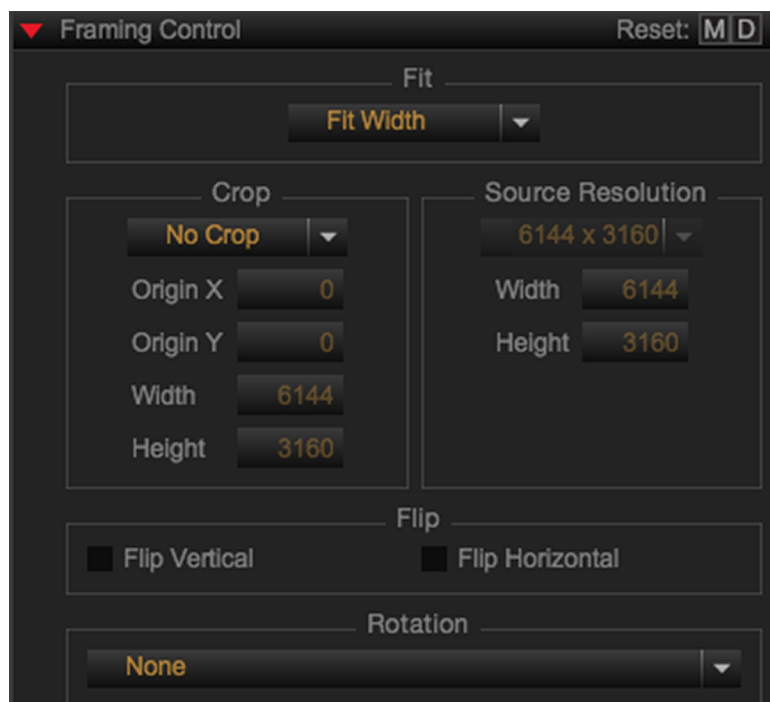 Framing Control Reset: M D
Fit
Fit Width
Crop
No Crop
Origin X 0
Origin Y 0
Width 6144
Height 3160
Source Resolution
6144 x 3160
Width 6144
Height 3160
Flip
Flip Vertical Flip Horizontal
Rotation
None